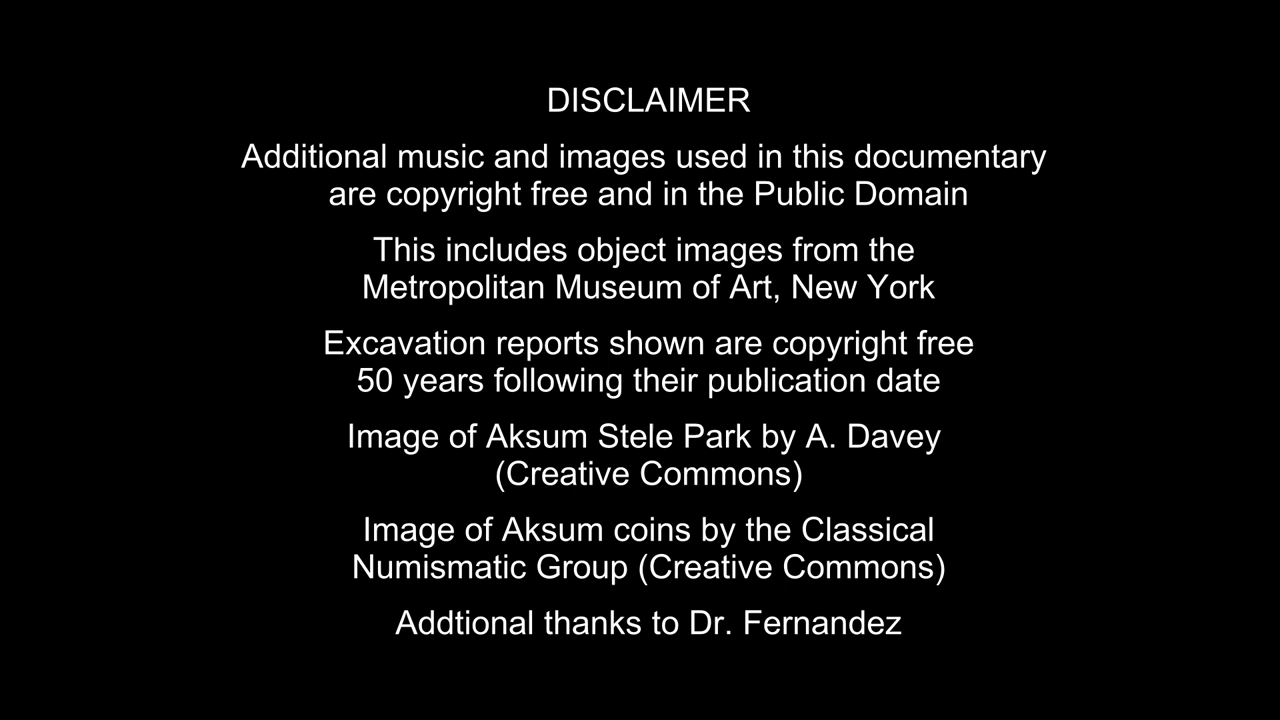 DISCLAIMER
Additional music and images used in this documentary
are copyright free and in the Public Domain
This includes object images from the
Metropolitan Museum of Art, New York
Excavation reports shown are copyright free
50 years following their publication date
Image of Aksum Stele Park by A. Davey
(Creative Commons)
Image of Aksum coins by the Classical
Numismatic Group (Creative Commons)
Addtional thanks to Dr. Fernandez